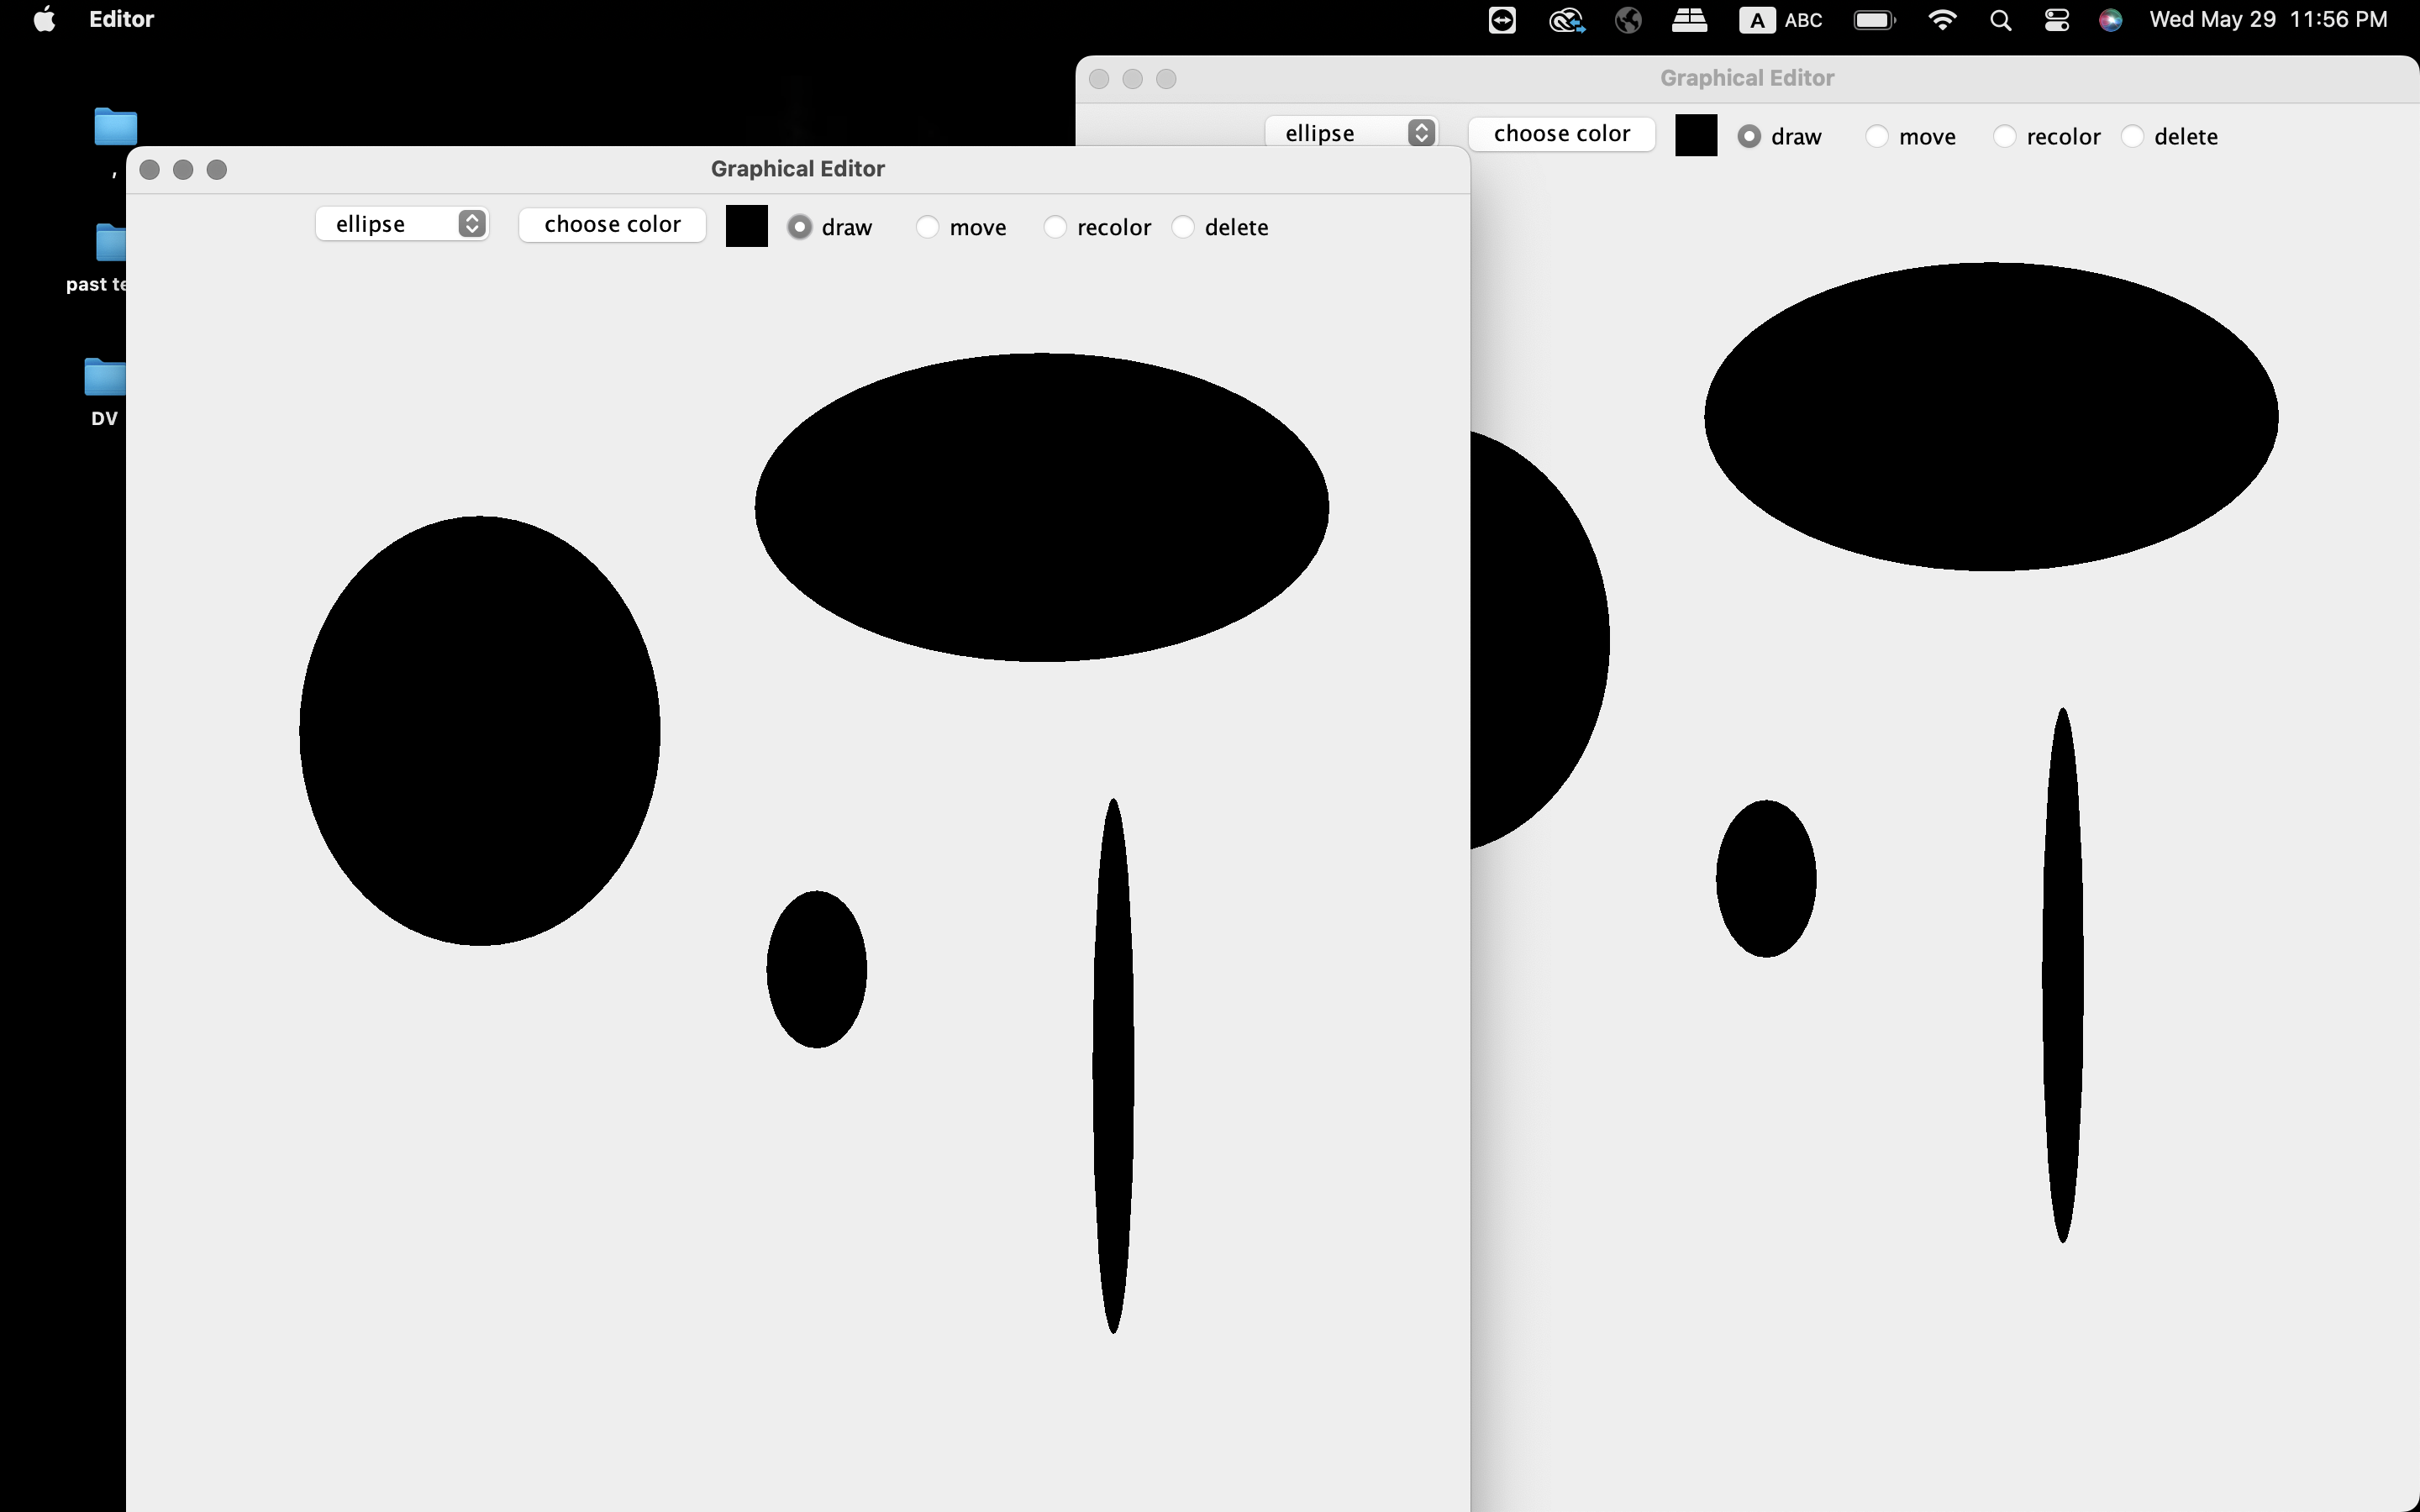 Editor
A ABC Wed May 29 11:56 PM
Graphical Editor
ellipse choose color draw move recolor delete
,
past te
DV
Graphical Editor
ellipse choose color draw move recolor delete